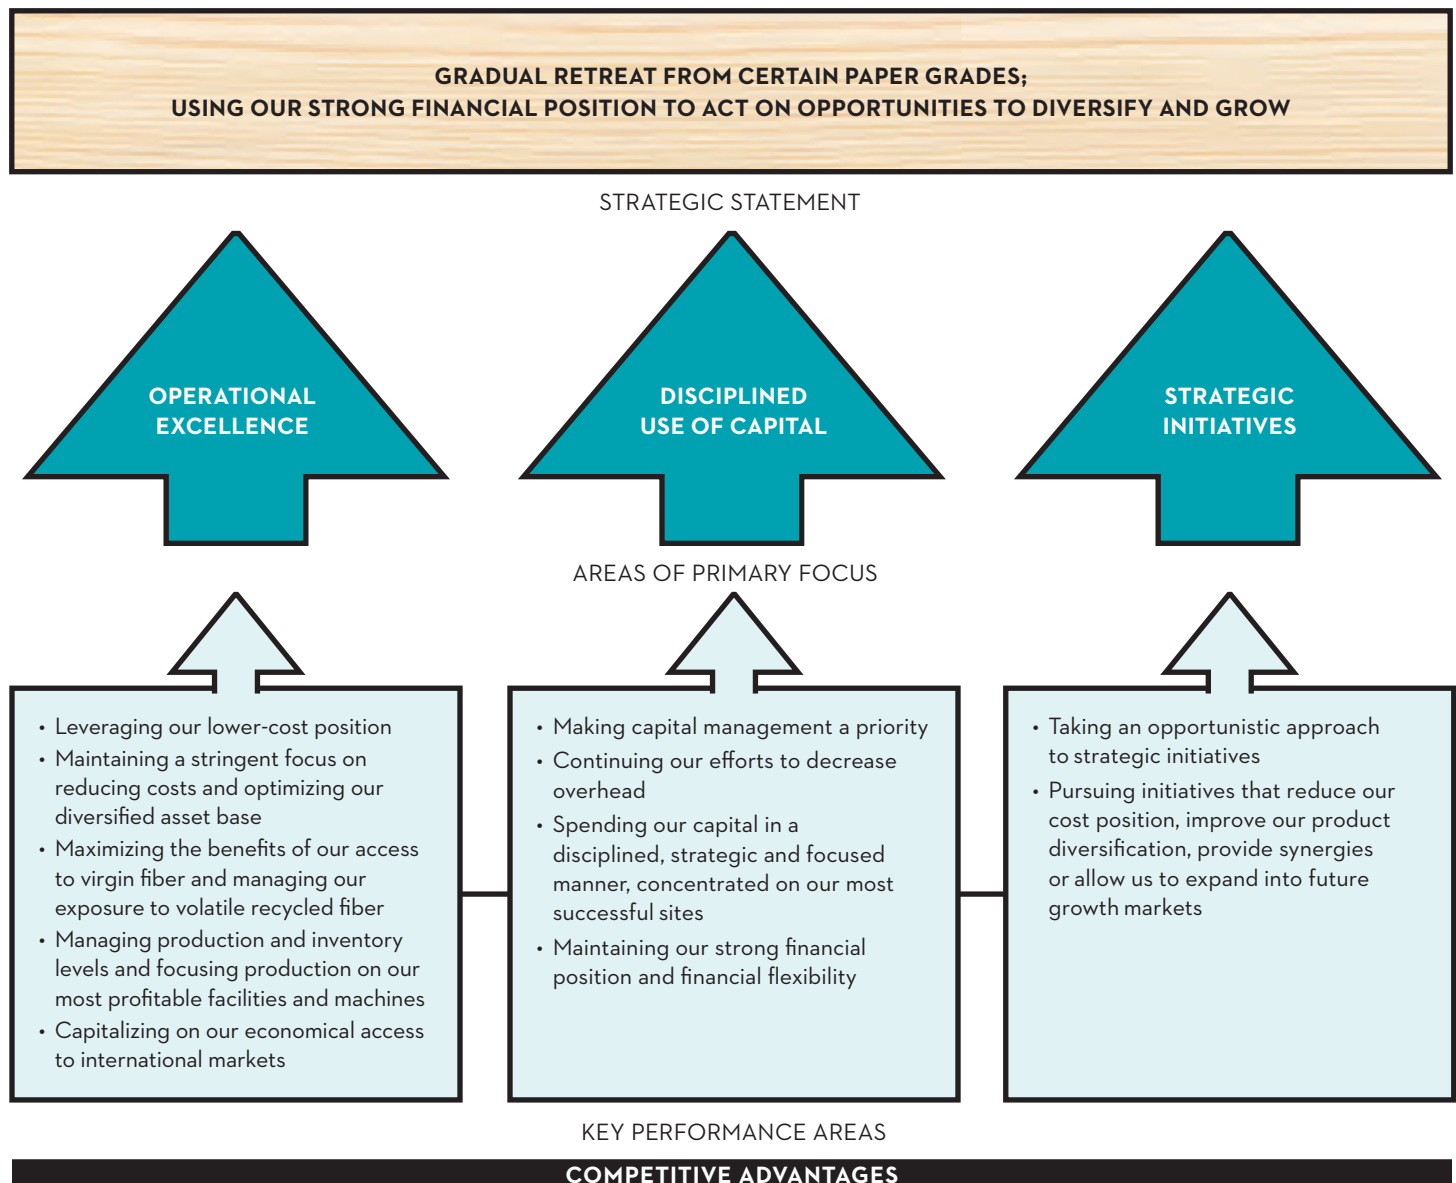 GRADUAL RETREAT FROM CERTAIN PAPER GRADES;
USING OUR STRONG FINANCIAL POSITION TO ACT ON OPPORTUNITIES TO DIVERSIFY AND GROW
STRATEGIC STATEMENT
OPERATIONAL
EXCELLENCE
DISCIPLINED
USE OF CAPITAL
STRATEGIC
INITIATIVES
AREAS OF PRIMARY FOCUS
• Leveraging our lower-cost position
• Maintaining a stringent focus on
reducing costs and optimizing our
diversified asset base
• Maximizing the benefits of our access
to virgin fiber and managing our
exposure to volatile recycled fiber
• Managing production and inventory
levels and focusing production on our
most profitable facilities and machines
• Capitalizing on our economical access
to international markets
• Making capital management a priority
• Continuing our efforts to decrease
overhead
• Spending our capital in a
disciplined, strategic and focused
manner, concentrated on our most
successful sites
• Maintaining our strong financial
position and financial flexibility
• Taking an opportunistic approach
to strategic initiatives
• Pursuing initiatives that reduce our
cost position, improve our product
diversification, provide synergies
or allow us to expand into future
growth markets
KEY PERFORMANCE AREAS
COMPETITIVE ADVANTAGES